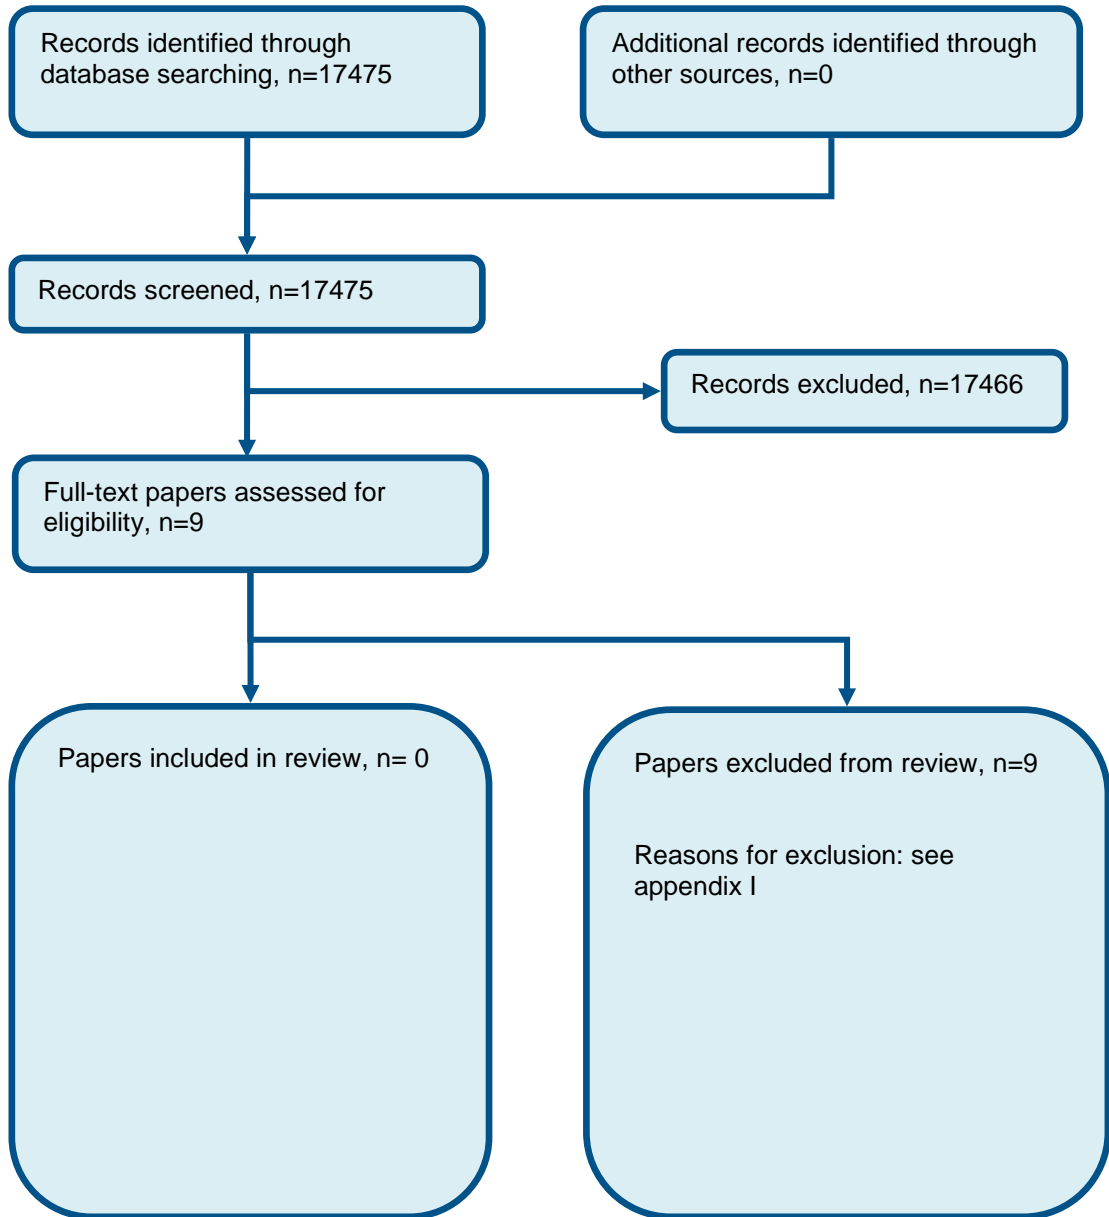 Records identified through
database searching, n=17475
Additional records identified through
other sources, n=0
Records screened, n=17475
Records excluded, n=17466
Full-text papers assessed for
eligibility, n=9
Papers included in review, n= 0
Papers excluded from review, n=9
Reasons for exclusion: see
appendix I